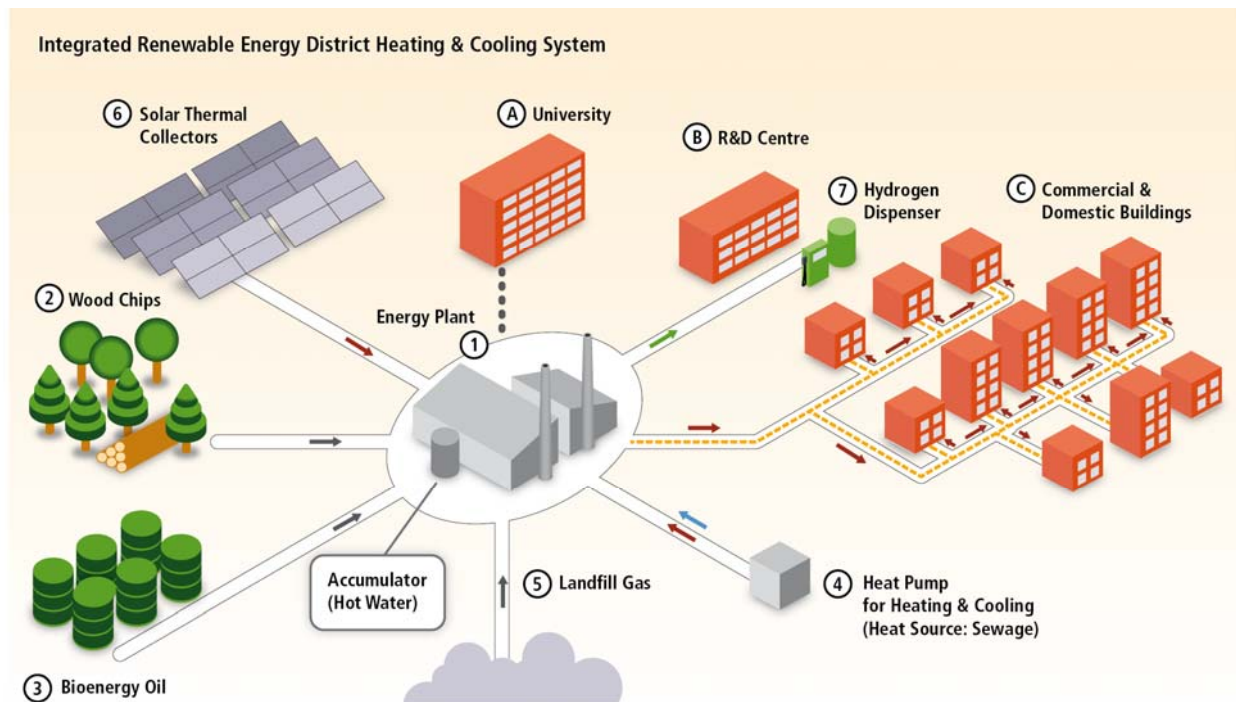 Integrated Renewable Energy District Heating & Cooling System
6 Solar Thermal
Collectors
A University
B R&D Centre
7 Hydrogen
Dispenser
C Commercial &
Domestic Buildings
2 Wood Chips
Energy Plant
1
Accumulator
(Hot Water)
5 Landfill Gas
4 Heat Pump
for Heating & Cooling
(Heat Source: Sewage)
3 Bioenergy Oil